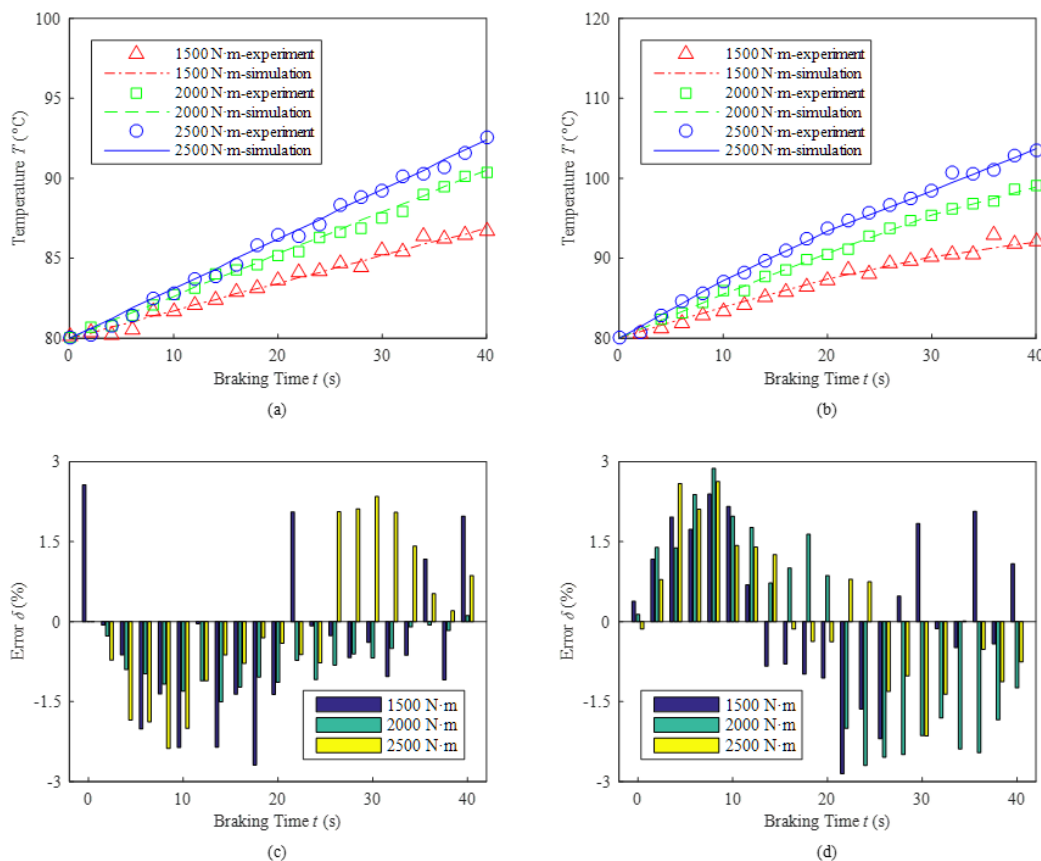 100
95
90
85
80
Temperature T (°C)
1500 N·m-experiment
1500 N·m-simulation
2000 N·m-experiment
2000 N·m-simulation
2500 N·m-experiment
2500 N·m-simulation
0 10 20 30 40
Braking Time t (s)
(a)
120
110
100
90
80
Temperature T (°C)
1500 N·m-experiment
1500 N·m-simulation
2000 N·m-experiment
2000 N·m-simulation
2500 N·m-experiment
2500 N·m-simulation
0 10 20 30 40
Braking Time t (s)
(b)
3
1.5
0
-1.5
-3
Error δ (%)
1500 N·m
2000 N·m
2500 N·m
0 10 20 30 40
Braking Time t (s)
(c)
3
1.5
0
-1.5
-3
Error δ (%)
1500 N·m
2000 N·m
2500 N·m
0 10 20 30 40
Braking Time t (s)
(d)